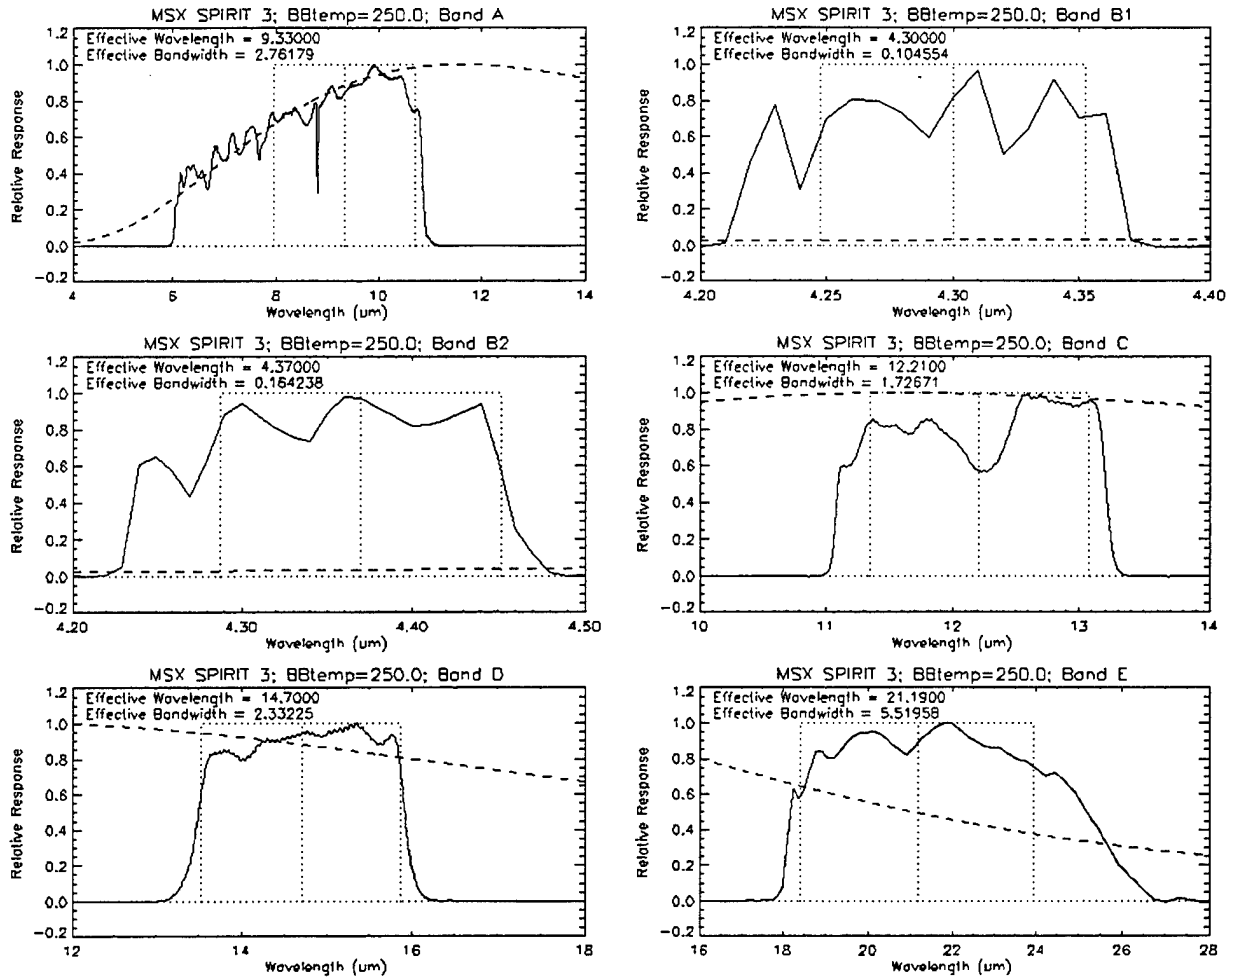 MSX SPIRIT 3; BBtemp=250.0; Band A
Effective Wavelength = 9.33000
Effective Bandwidth = 2.76179
Relative Response
1.2
1.0
0.8
0.6
0.4
0.2
0.0
-0.2
4 6 8 10 12 14
Wavelength (um)
MSX SPIRIT 3; BBtemp=250.0; Band B1
Effective Wavelength = 4.30000
Effective Bandwidth = 0.104554
Relative Response
1.2
1.0
0.8
0.6
0.4
0.2
0.0
-0.2
4.20 4.25 4.30 4.35 4.40
Wavelength (um)
MSX SPIRIT 3; BBtemp=250.0; Band B2
Effective Wavelength = 4.37000
Effective Bandwidth = 0.164238
Relative Response
1.2
1.0
0.8
0.6
0.4
0.2
0.0
-0.2
4.20 4.30 4.40 4.50
Wavelength (um)
MSX SPIRIT 3; BBtemp=250.0; Band C
Effective Wavelength = 12.2100
Effective Bandwidth = 1.72671
Relative Response
1.2
1.0
0.8
0.6
0.4
0.2
0.0
-0.2
10 11 12 13 14
Wavelength (um)
MSX SPIRIT 3; BBtemp=250.0; Band D
Effective Wavelength = 14.7000
Effective Bandwidth = 2.33225
Relative Response
1.2
1.0
0.8
0.6
0.4
0.2
0.0
-0.2
12 14 16 18
Wavelength (um)
MSX SPIRIT 3; BBtemp=250.0; Band E
Effective Wavelength = 21.1900
Effective Bandwidth = 5.51958
Relative Response
1.2
1.0
0.8
0.6
0.4
0.2
0.0
-0.2
16 18 20 22 24 26 28
Wavelength (um)